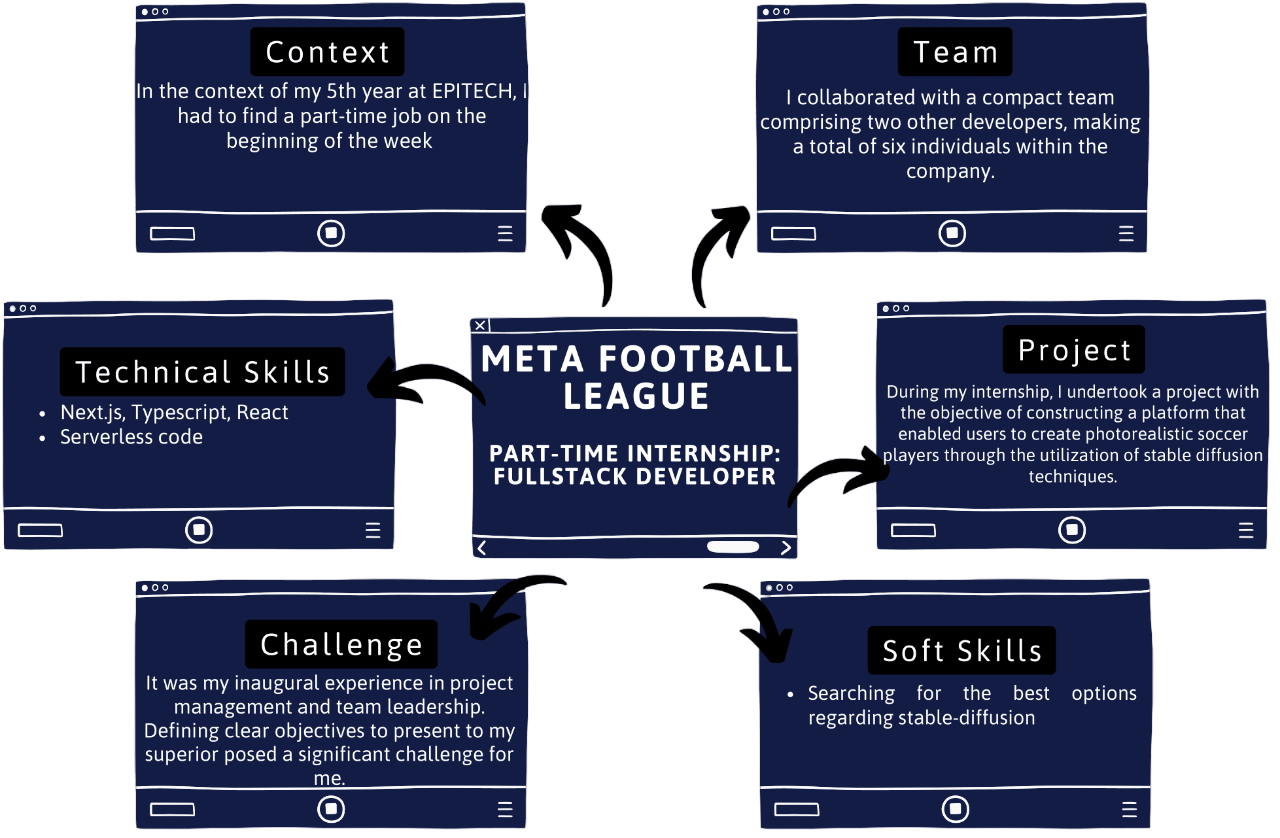 Context
In the context of my 5th year at EPITECH, I
had to find a part-time job on the
beginning of the week
Team
I collaborated with a compact team
comprising two other developers, making
a total of six individuals within the
company.
Technical Skills
• Next.js, Typescript, React
• Serverless code
META FOOTBALL
LEAGUE
PART-TIME INTERNSHIP:
FULLSTACK DEVELOPER
Project
During my internship, I undertook a project with
the objective of constructing a platform that
enabled users to create photorealistic soccer
players through the utilization of stable diffusion
techniques.
Challenge
It was my inaugural experience in project
management and team leadership.
Defining clear objectives to present to my
superior posed a significant challenge for
me.
Soft Skills
• Searching for the best options
regarding stable-diffusion